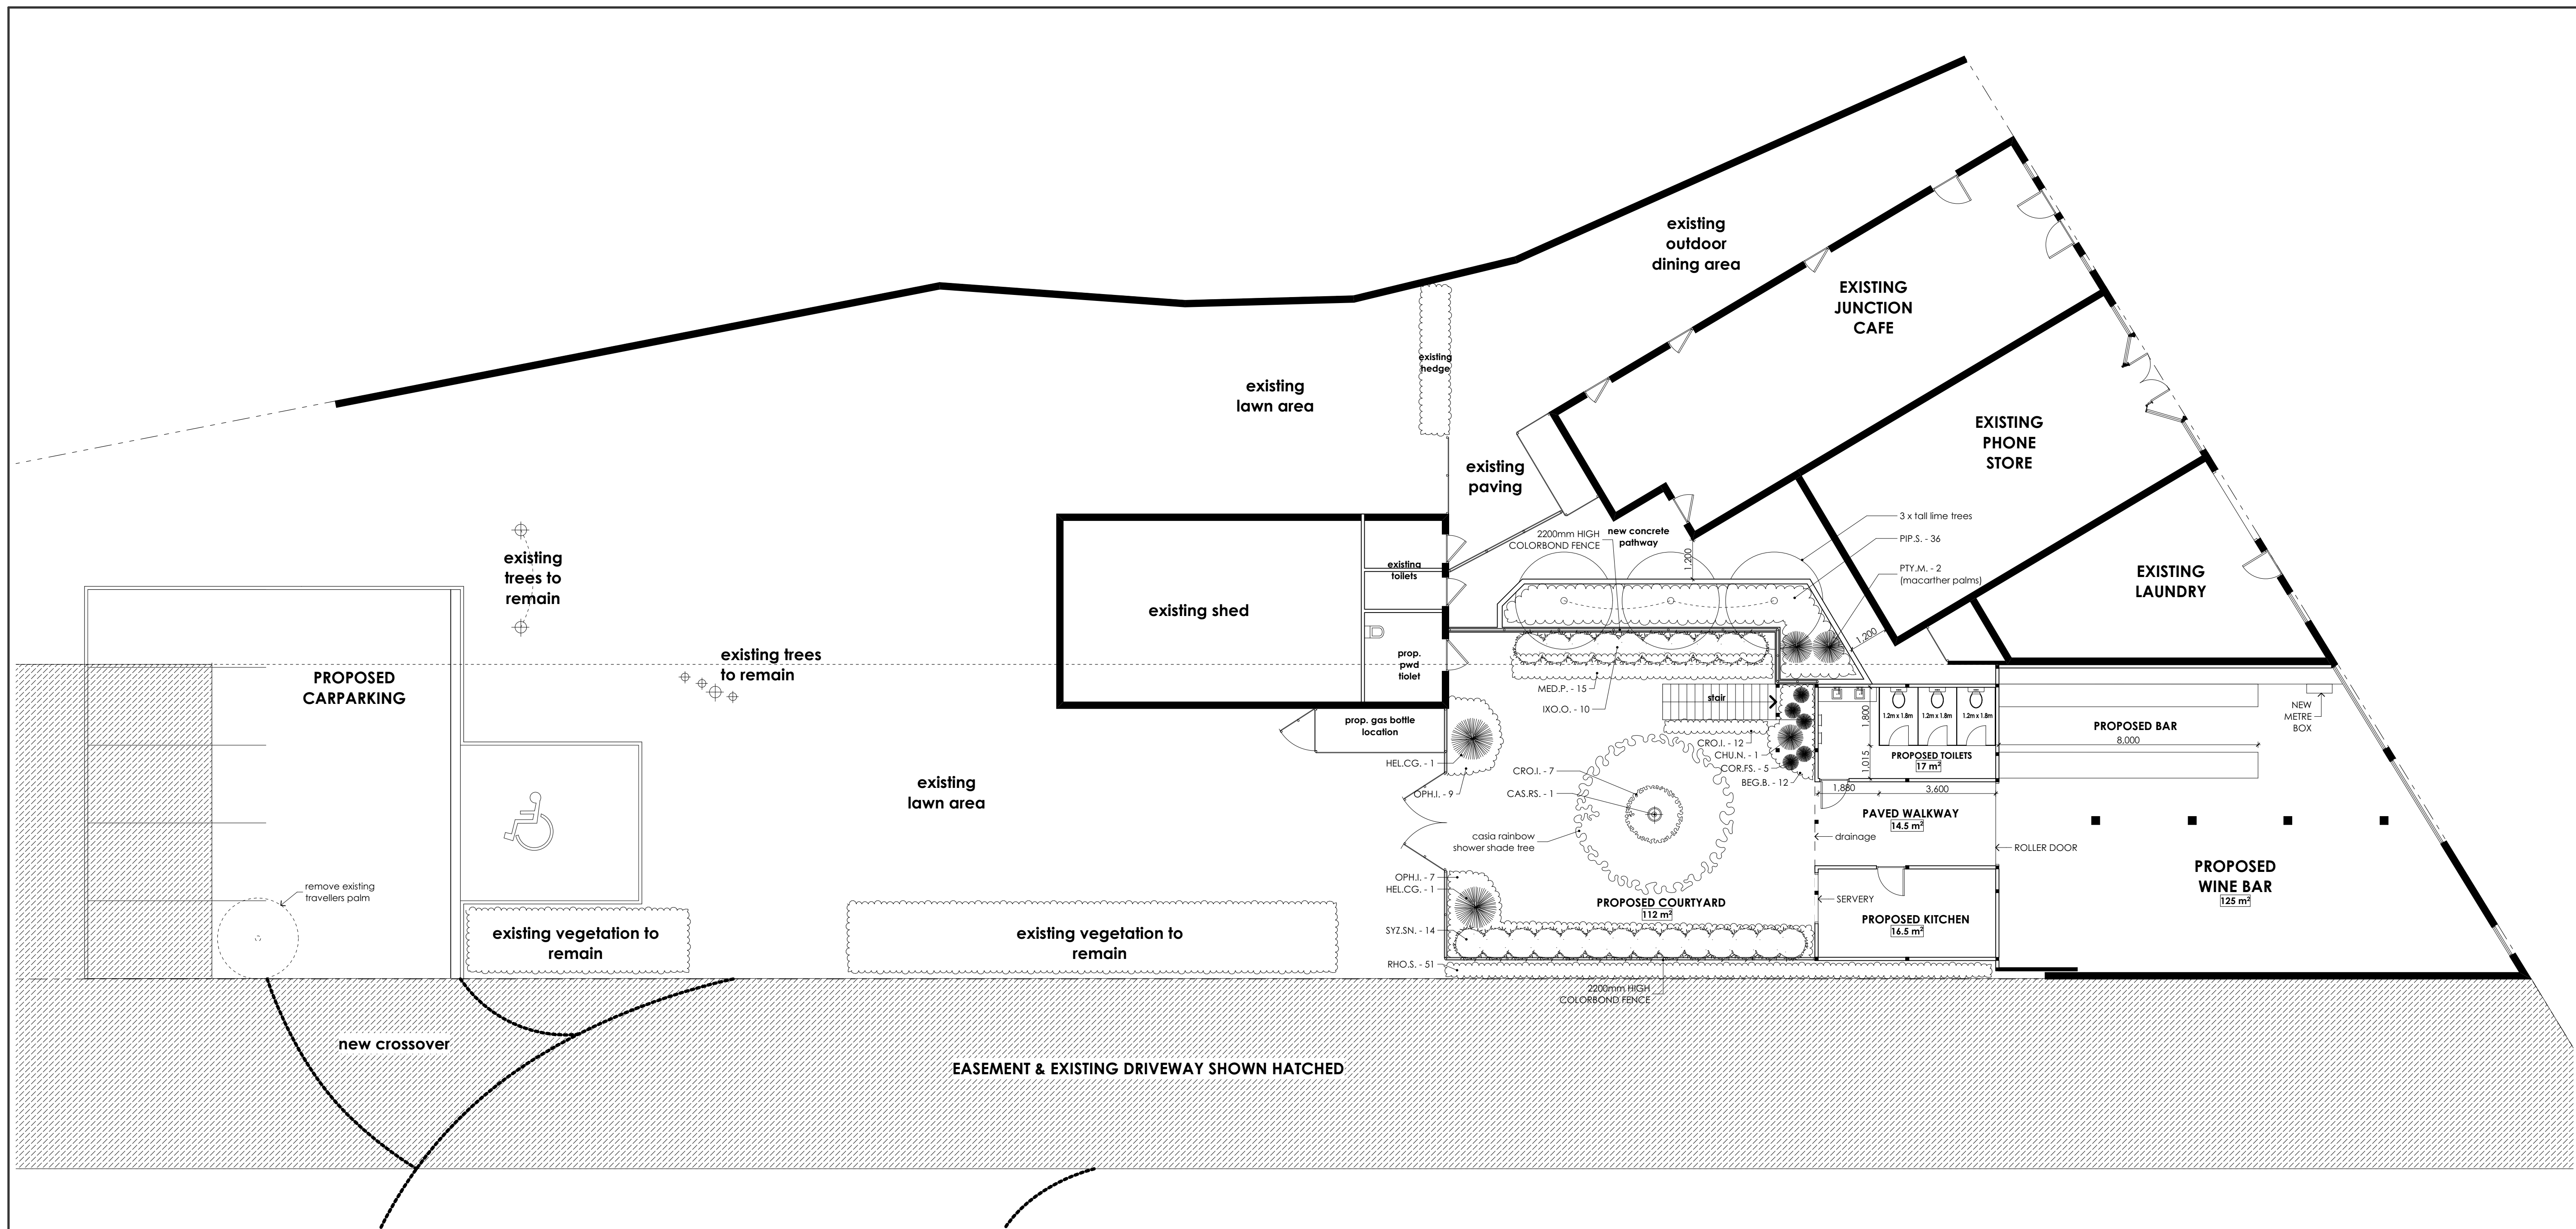 existing
outdoor
dining area
EXISTING
JUNCTION
CAFE
existing
hedge
existing
lawn area
EXISTING
PHONE
STORE
existing
paving
3 x tall lime trees
2200mm HIGH
COLORBOND FENCE
new concrete
pathway
PIP.S. - 36
1,200
existing
trees to
remain
existing
toilets
PTY.M. - 2
(macarther palms)
EXISTING
LAUNDRY
existing shed
1,200
existing trees
to remain
prop.
pwd
tiolet
PROPOSED
CARPARKING
MED.P. - 15
IXO.O. - 10
stair
1,800
1.2m x 1.8m
1.2m x 1.8m
1.2m x 1.8m
NEW
METRE
BOX
prop. gas bottle
location
PROPOSED BAR
8,000
CRO.I. - 12
CHU.N. - 1
COR.FS. - 5
BEG.B. - 12
1,015
PROPOSED TOILETS
17 m²
HEL.CG. - 1
OPH.I. - 9
CRO.I. - 7
CAS.RS. - 1
existing
lawn area
1,880
3,600
PAVED WALKWAY
14.5 m²
casia rainbow
shower shade tree
drainage
ROLLER DOOR
PROPOSED
WINE BAR
125 m²
remove existing
travellers palm
OPH.I. - 7
HEL.CG. - 1
SERVERY
PROPOSED COURTYARD
112 m²
PROPOSED KITCHEN
16.5 m²
SYZ.SN. - 14
existing vegetation to
remain
existing vegetation to
remain
RHO.S. - 51
2200mm HIGH
COLORBOND FENCE
new crossover
EASEMENT & EXISTING DRIVEWAY SHOWN HATCHED